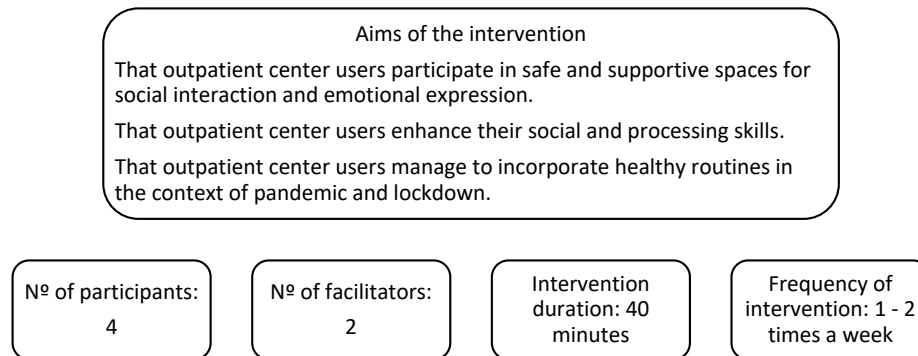 Aims of the intervention
That outpatient center users participate in safe and supportive spaces for
social interaction and emotional expression.
That outpatient center users enhance their social and processing skills.
That outpatient center users manage to incorporate healthy routines in
the context of pandemic and lockdown.
Nº of participants:
4
Nº of facilitators:
2
Intervention
duration: 40
minutes
Frequency of
intervention: 1 - 2
times a week